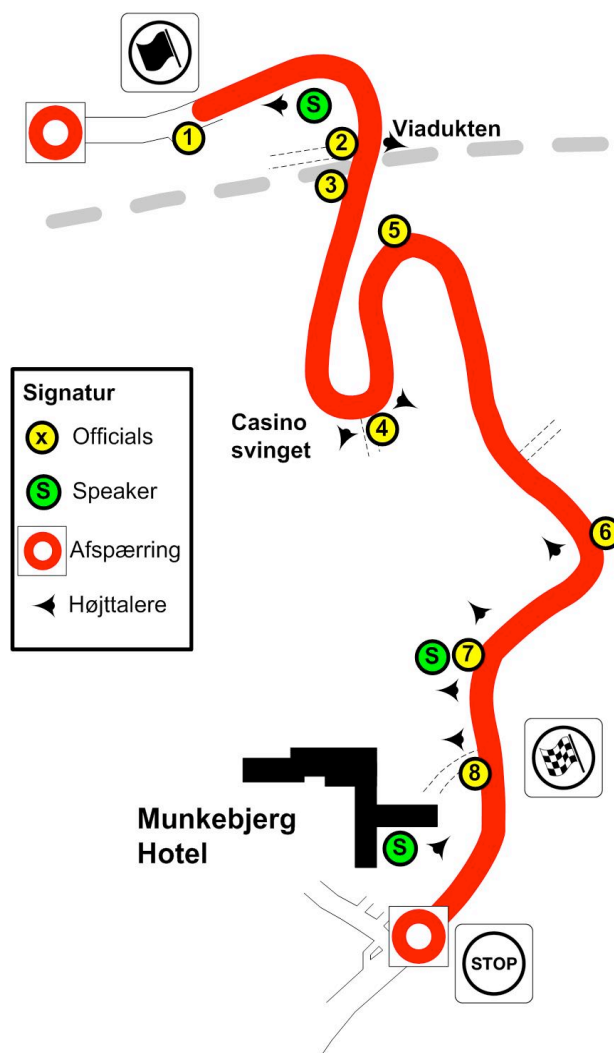 S
1
2
Viadukten
3
5
Casino
svinget
4
Signatur
x Officials
S Speaker
Afspærring
Højttalere
6
S 7
8
Munkebjerg
Hotel
S
STOP